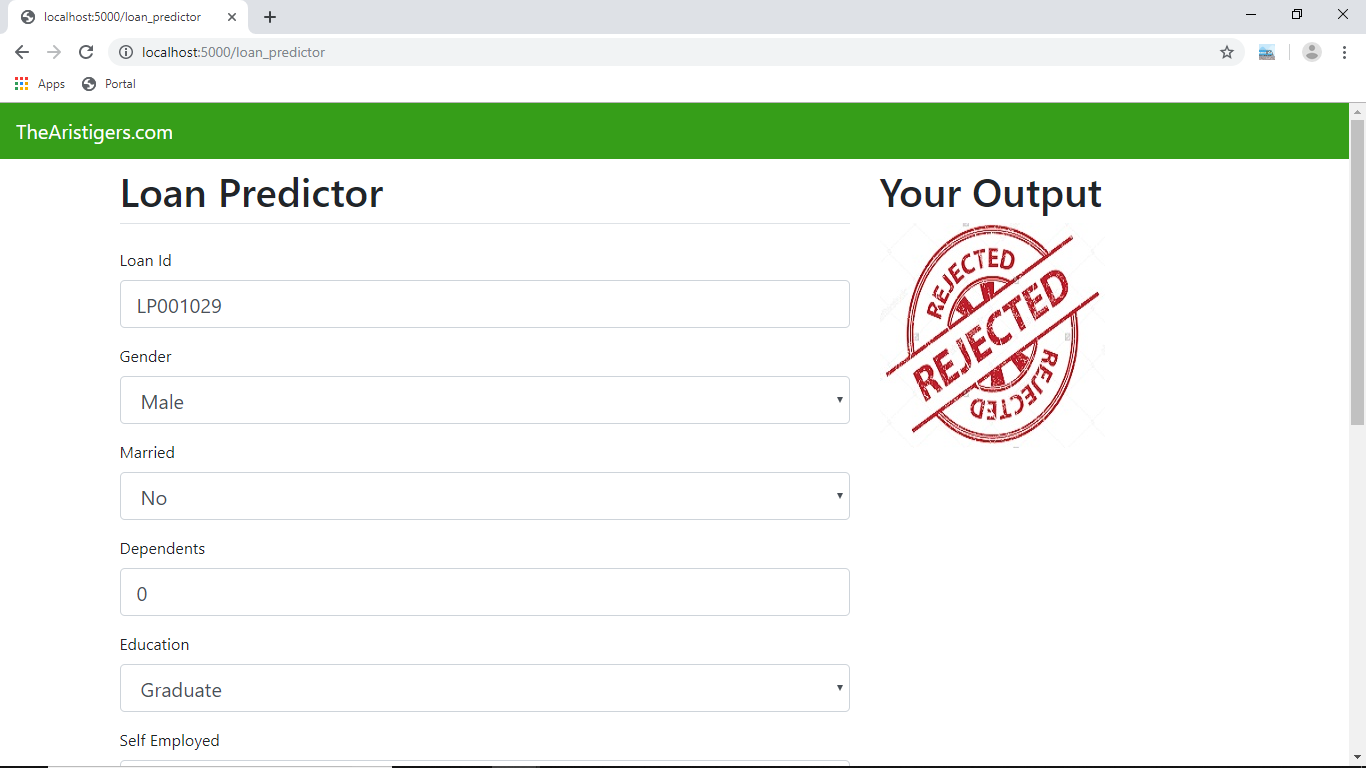 localhost:5000/loan_predictor
localhost:5000/loan_predictor
Apps
Portal
TheAristigers.com
Loan Predictor
Loan Id
LP001029
Gender
Male
Married
No
Dependents
0
Education
Graduate
Self Employed
Your Output
REJECTED
REJECTED
REJECTED